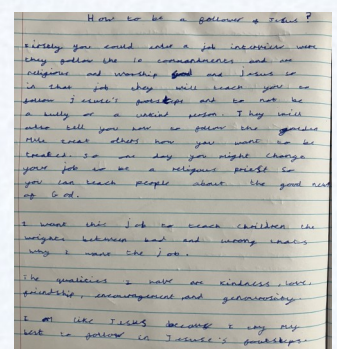 How to be a follower of Jesus?
Firstly you could enter a job interview were
they follow the 10 commandments and are
religious and worship God and Jesus so
in that job they will teach you to
follow Jesuse's footsteps and to not be
a bully or a unkind person. They will
also tell you how to follow the golden
rule treat others how you want to be
treated. So one day you might change
your job to be a religious priest so
you can teach people about the good news
of God.
I want this job to teach children the
wrights between bad and wrong thats
why I want the job.
The qualities I have are kindness, love,
friendship, encouragement and
I am like Jesus because I try my
best to follow in Jesuse's footsteps.